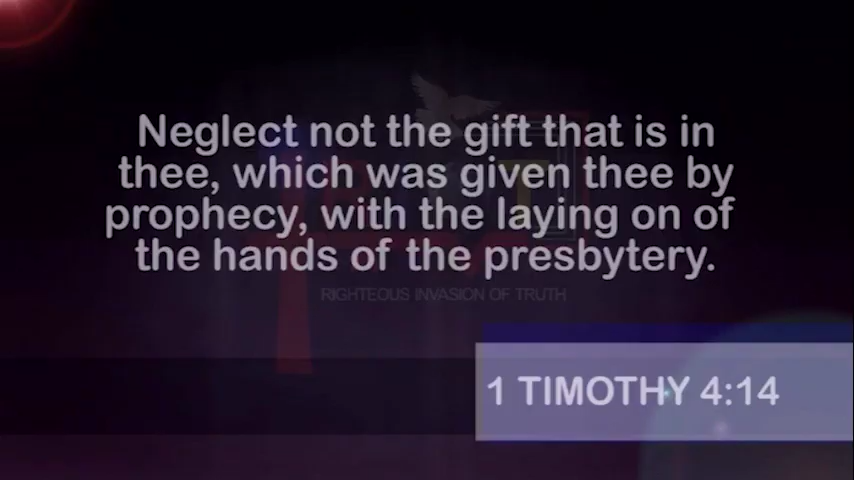 Neglect not the gift that is in
thee, which was given thee by
prophecy, with the laying on of
the hands of the presbytery.
RIGHTEOUS INVASION OF TRUTH
1 TIMOTHY 4:14